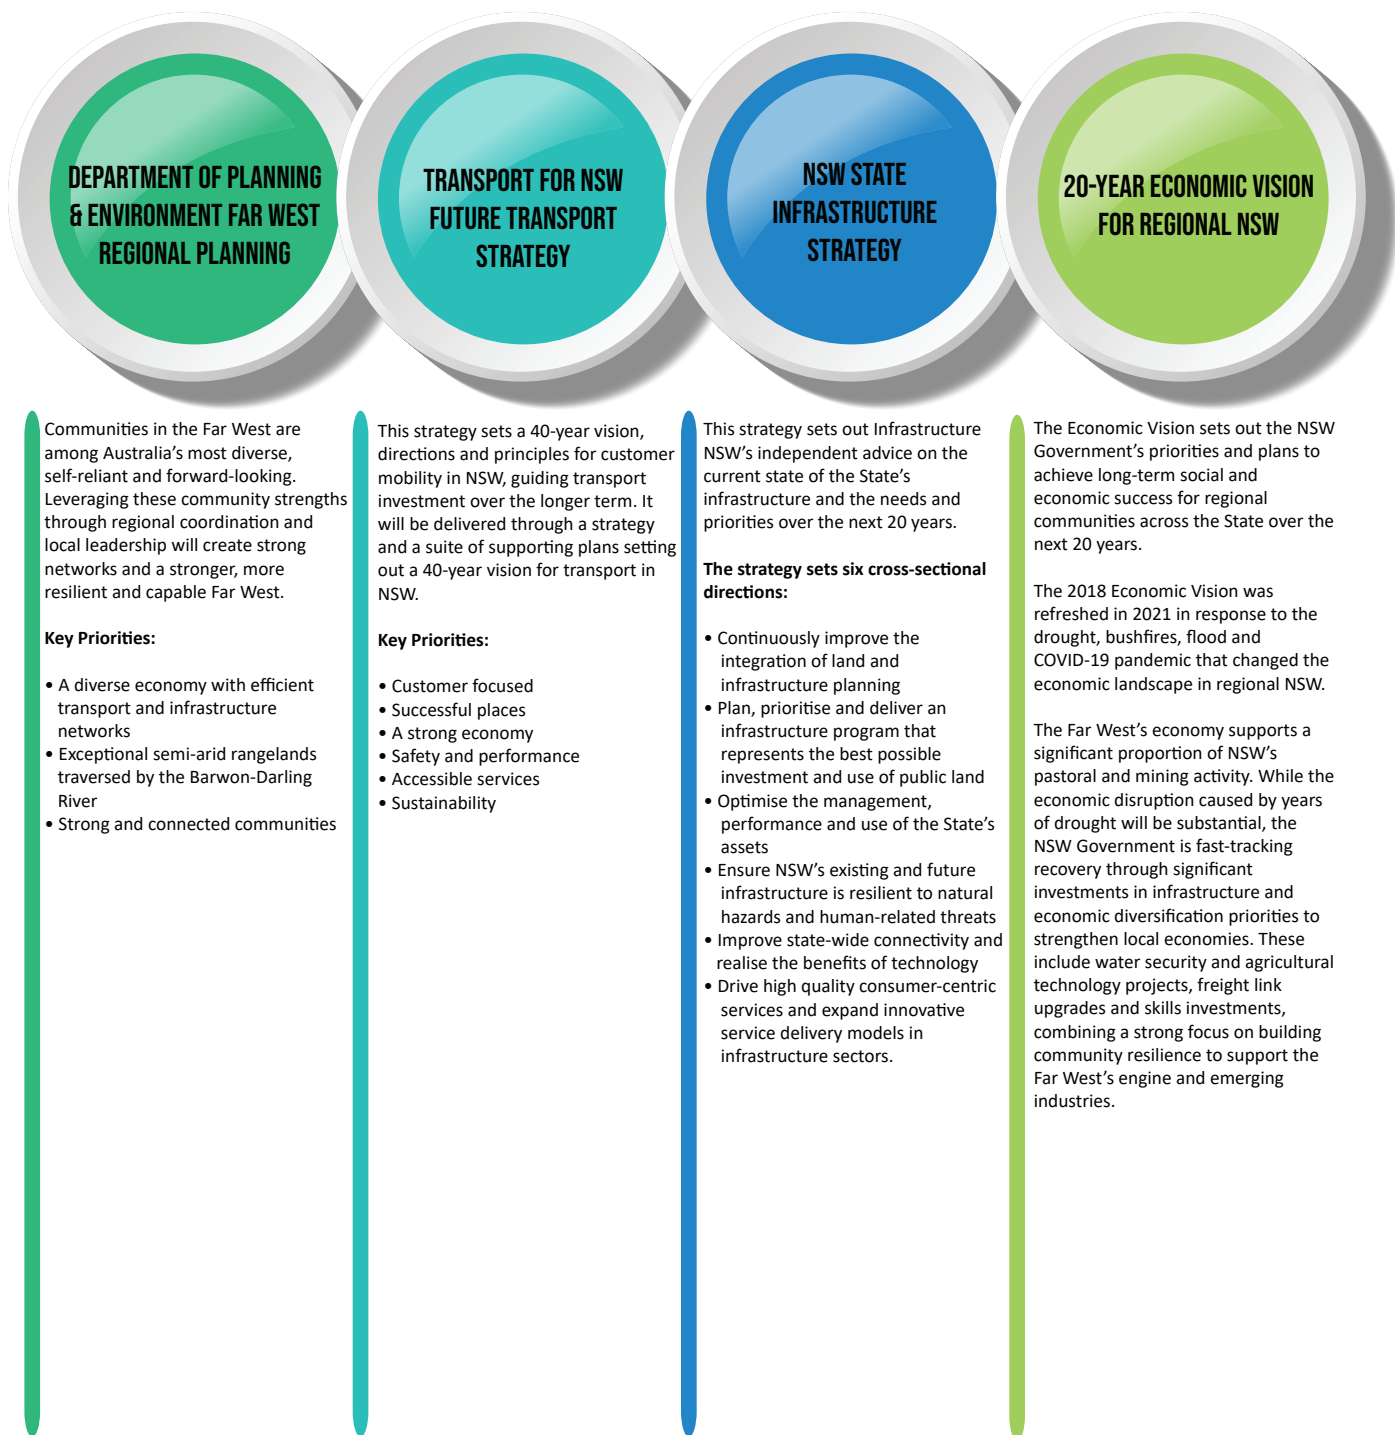 DEPARTMENT OF PLANNING
& ENVIRONMENT FAR WEST
REGIONAL PLANNING
Communities in the Far West are
among Australia's most diverse,
self-reliant and forward-looking.
Leveraging these community strengths
through regional coordination and
local leadership will create strong
networks and a stronger, more
resilient and capable Far West.
Key Priorities:
• A diverse economy with efficient
transport and infrastructure
networks
• Exceptional semi-arid rangelands
traversed by the Barwon-Darling
River
• Strong and connected communities
TRANSPORT FOR NSW
FUTURE TRANSPORT
STRATEGY
This strategy sets a 40-year vision,
directions and principles for customer
mobility in NSW, guiding transport
investment over the longer term. It
will be delivered through a strategy
and a suite of supporting plans setting
out a 40-year vision for transport in
NSW.
Key Priorities:
• Customer focused
• Successful places
• A strong economy
• Safety and performance
• Accessible services
• Sustainability
NSW STATE
INFRASTRUCTURE
STRATEGY
This strategy sets out Infrastructure
NSW's independent advice on the
current state of the State's
infrastructure and the needs and
priorities over the next 20 years.
The strategy sets six cross-sectional
directions:
• Continuously improve the
integration of land and
infrastructure planning
• Plan, prioritise and deliver an
infrastructure program that
represents the best possible
investment and use of public land
• Optimise the management,
performance and use of the State's
assets
• Ensure NSW's existing and future
infrastructure is resilient to natural
hazards and human-related threats
• Improve state-wide connectivity and
realise the benefits of technology
• Drive high quality consumer-centric
services and expand innovative
service delivery models in
infrastructure sectors.
20-YEAR ECONOMIC VISION
FOR REGIONAL NSW
The Economic Vision sets out the NSW
Government's priorities and plans to
achieve long-term social and
economic success for regional
communities across the State over the
next 20 years.
The 2018 Economic Vision was
refreshed in 2021 in response to the
drought, bushfires, flood and
COVID-19 pandemic that changed the
economic landscape in regional NSW.
The Far West's economy supports a
significant proportion of NSW's
pastoral and mining activity. While the
economic disruption caused by years
of drought will be substantial, the
NSW Government is fast-tracking
recovery through significant
investments in infrastructure and
economic diversification priorities to
strengthen local economies. These
include water security and agricultural
technology projects, freight link
upgrades and skills investments,
combining a strong focus on building
community resilience to support the
Far West's engine and emerging
industries.